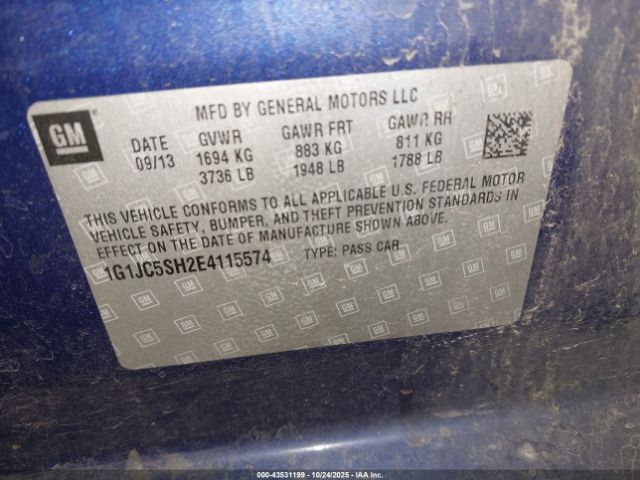 GM
MFD BY GENERAL MOTORS LLC
DATE GVWR GAWR FRT GAWR RR
09/13 1694 KG 883 KG 811 KG
3736 LB 1948 LB 1788 LB
THIS VEHICLE CONFORMS TO ALL APPLICABLE U.S. FEDERAL MOTOR
VEHICLE SAFETY, BUMPER, AND THEFT PREVENTION STANDARDS IN
EFFECT ON THE DATE OF MANUFACTURE SHOWN ABOVE.
1G1JC5SH2E4115574 TYPE: PASS CAR
000-43531199 - 10/24/2025 - IAA Inc.